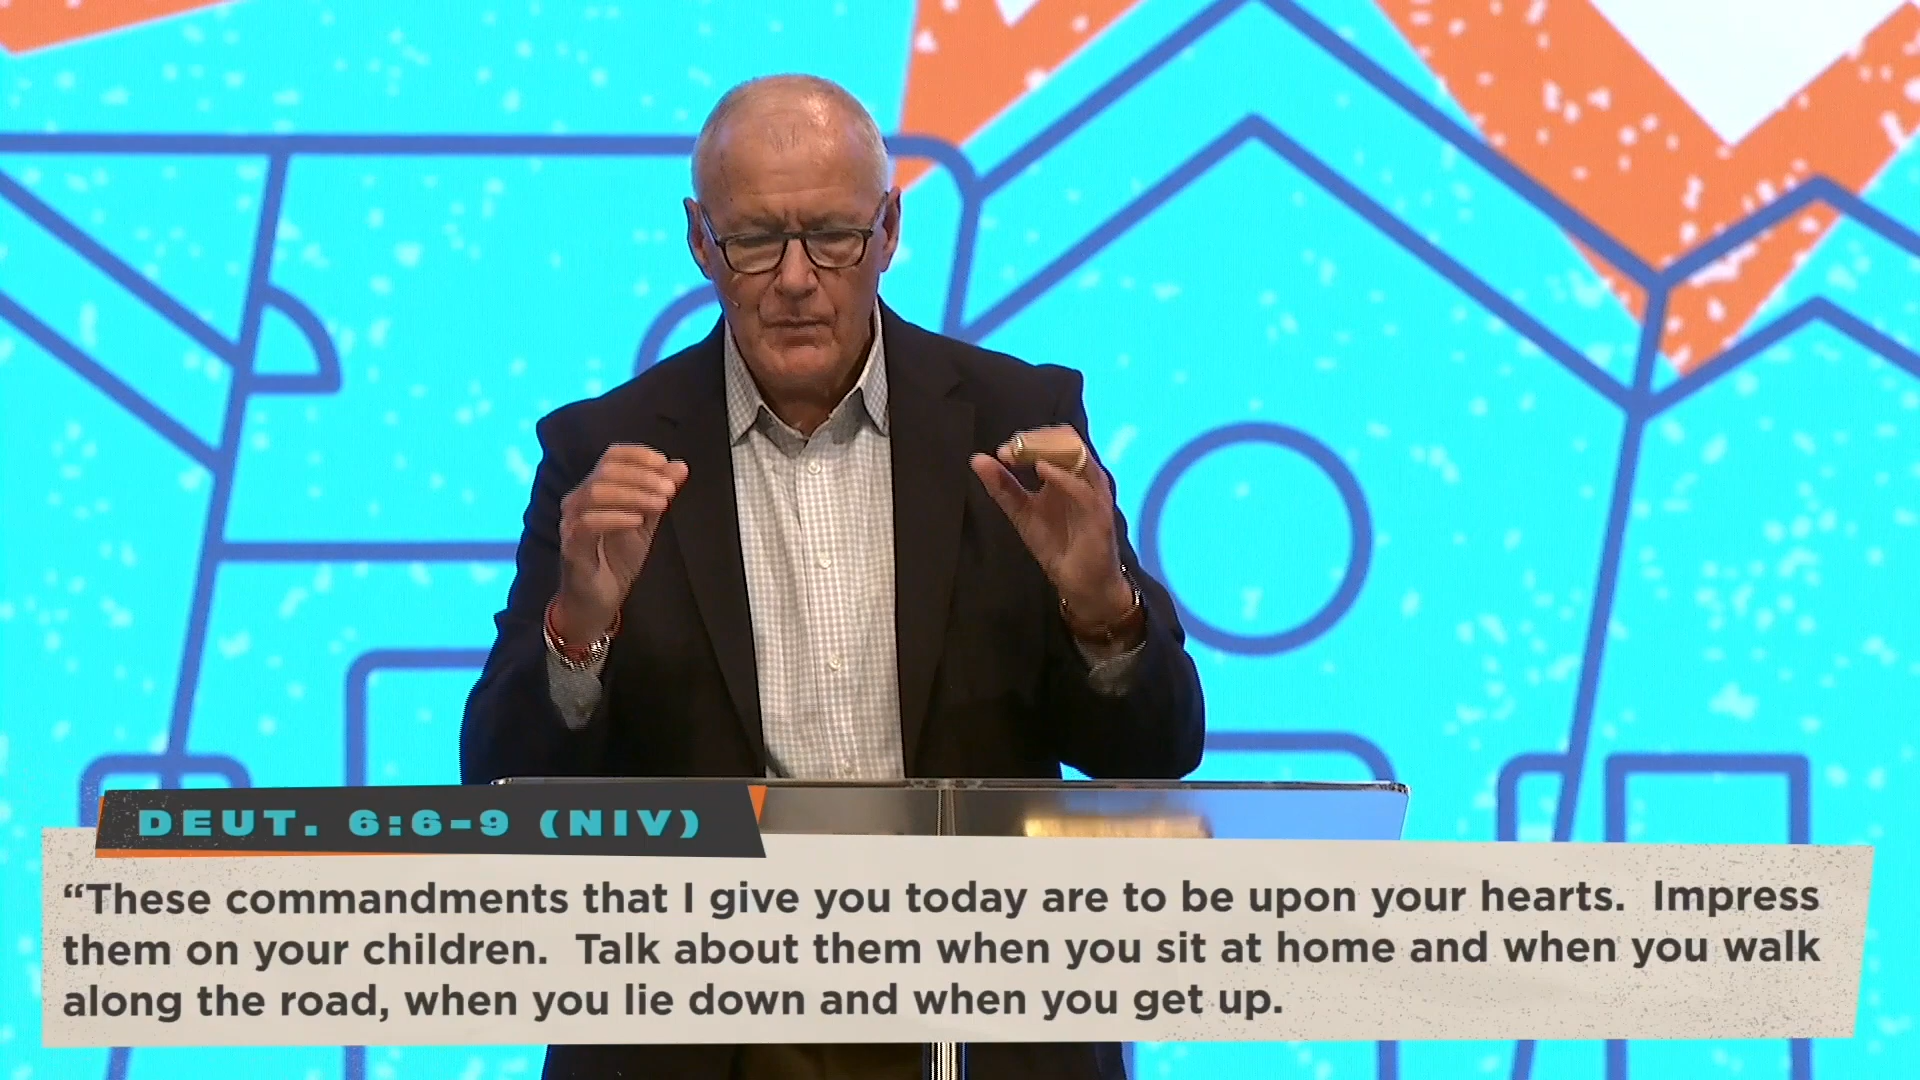 DEUT. 6:6-9 (NIV)
“These commandments that I give you today are to be upon your hearts.  Impress
them on your children.  Talk about them when you sit at home and when you walk
along the road, when you lie down and when you get up.